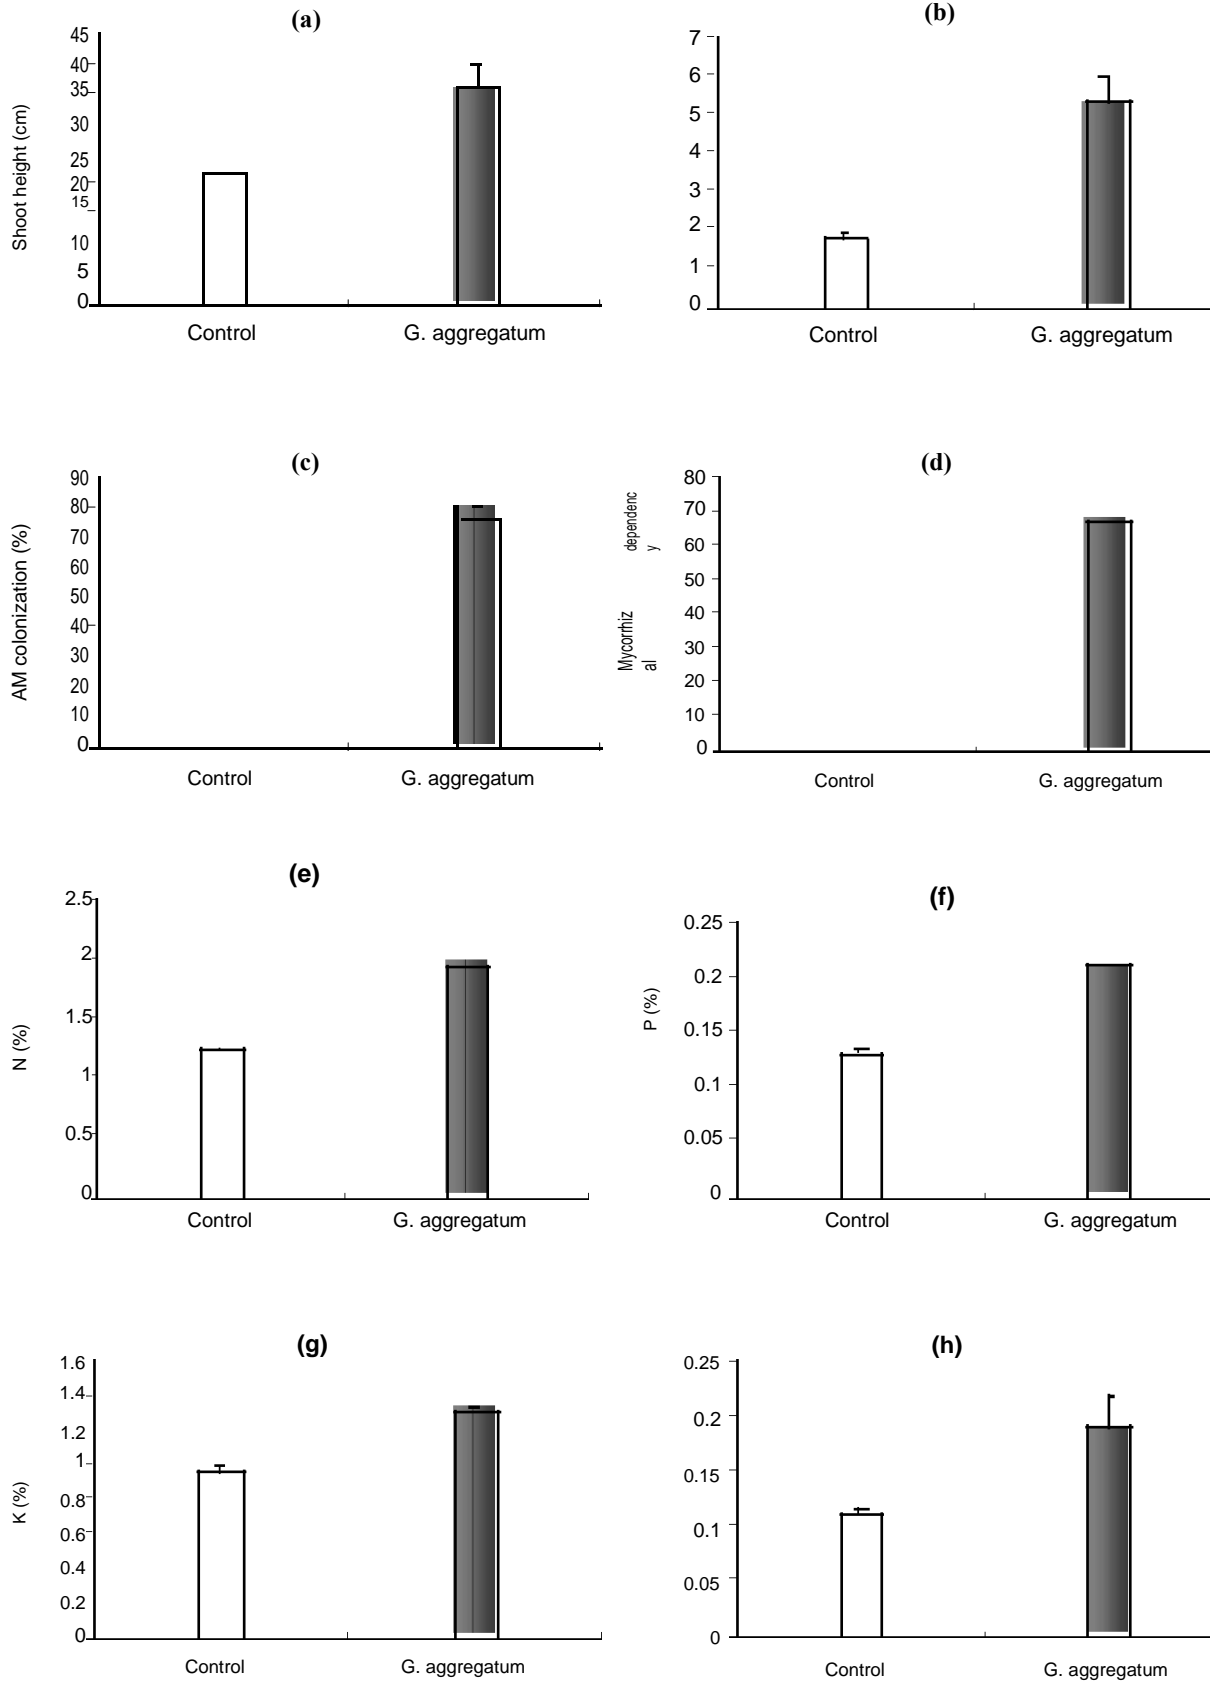 (a)
45
40
35
30
25
20
15
10
5
0
Shoot height (cm)
Control
G. aggregatum
(b)
7
6
5
4
3
2
1
0
Control
G. aggregatum
(c)
90
80
70
60
50
40
30
20
10
0
AM colonization (%)
Control
G. aggregatum
(d)
80
70
60
50
40
30
20
10
0
Mycorrhiz
al
dependenc
y
Control
G. aggregatum
(e)
2.5
2
1.5
1
0.5
0
N (%)
Control
G. aggregatum
(f)
0.25
0.2
0.15
0.1
0.05
0
P (%)
Control
G. aggregatum
(g)
1.6
1.4
1.2
1
0.8
0.6
0.4
0.2
0
K (%)
Control
G. aggregatum
(h)
0.25
0.2
0.15
0.1
0.05
0
Control
G. aggregatum